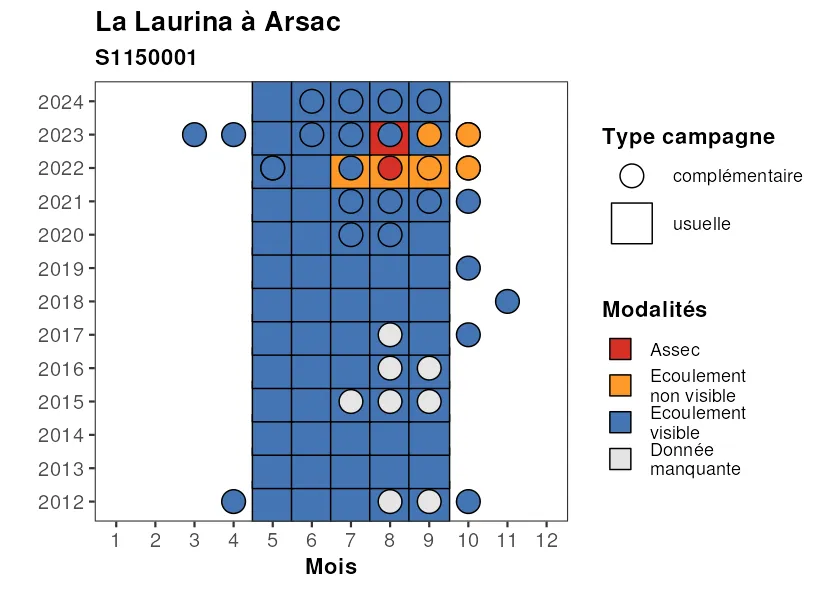 La Laurina à Arsac
S1150001
2024
2023
2022
2021
2020
2019
2018
2017
2016
2015
2014
2013
2012
1 2 3 4 5 6 7 8 9 10 11 12
Mois
Type campagne
complémentaire
usuelle
Modalités
Assec
Ecoulement
non visible
Ecoulement
visible
Donnée
manquante